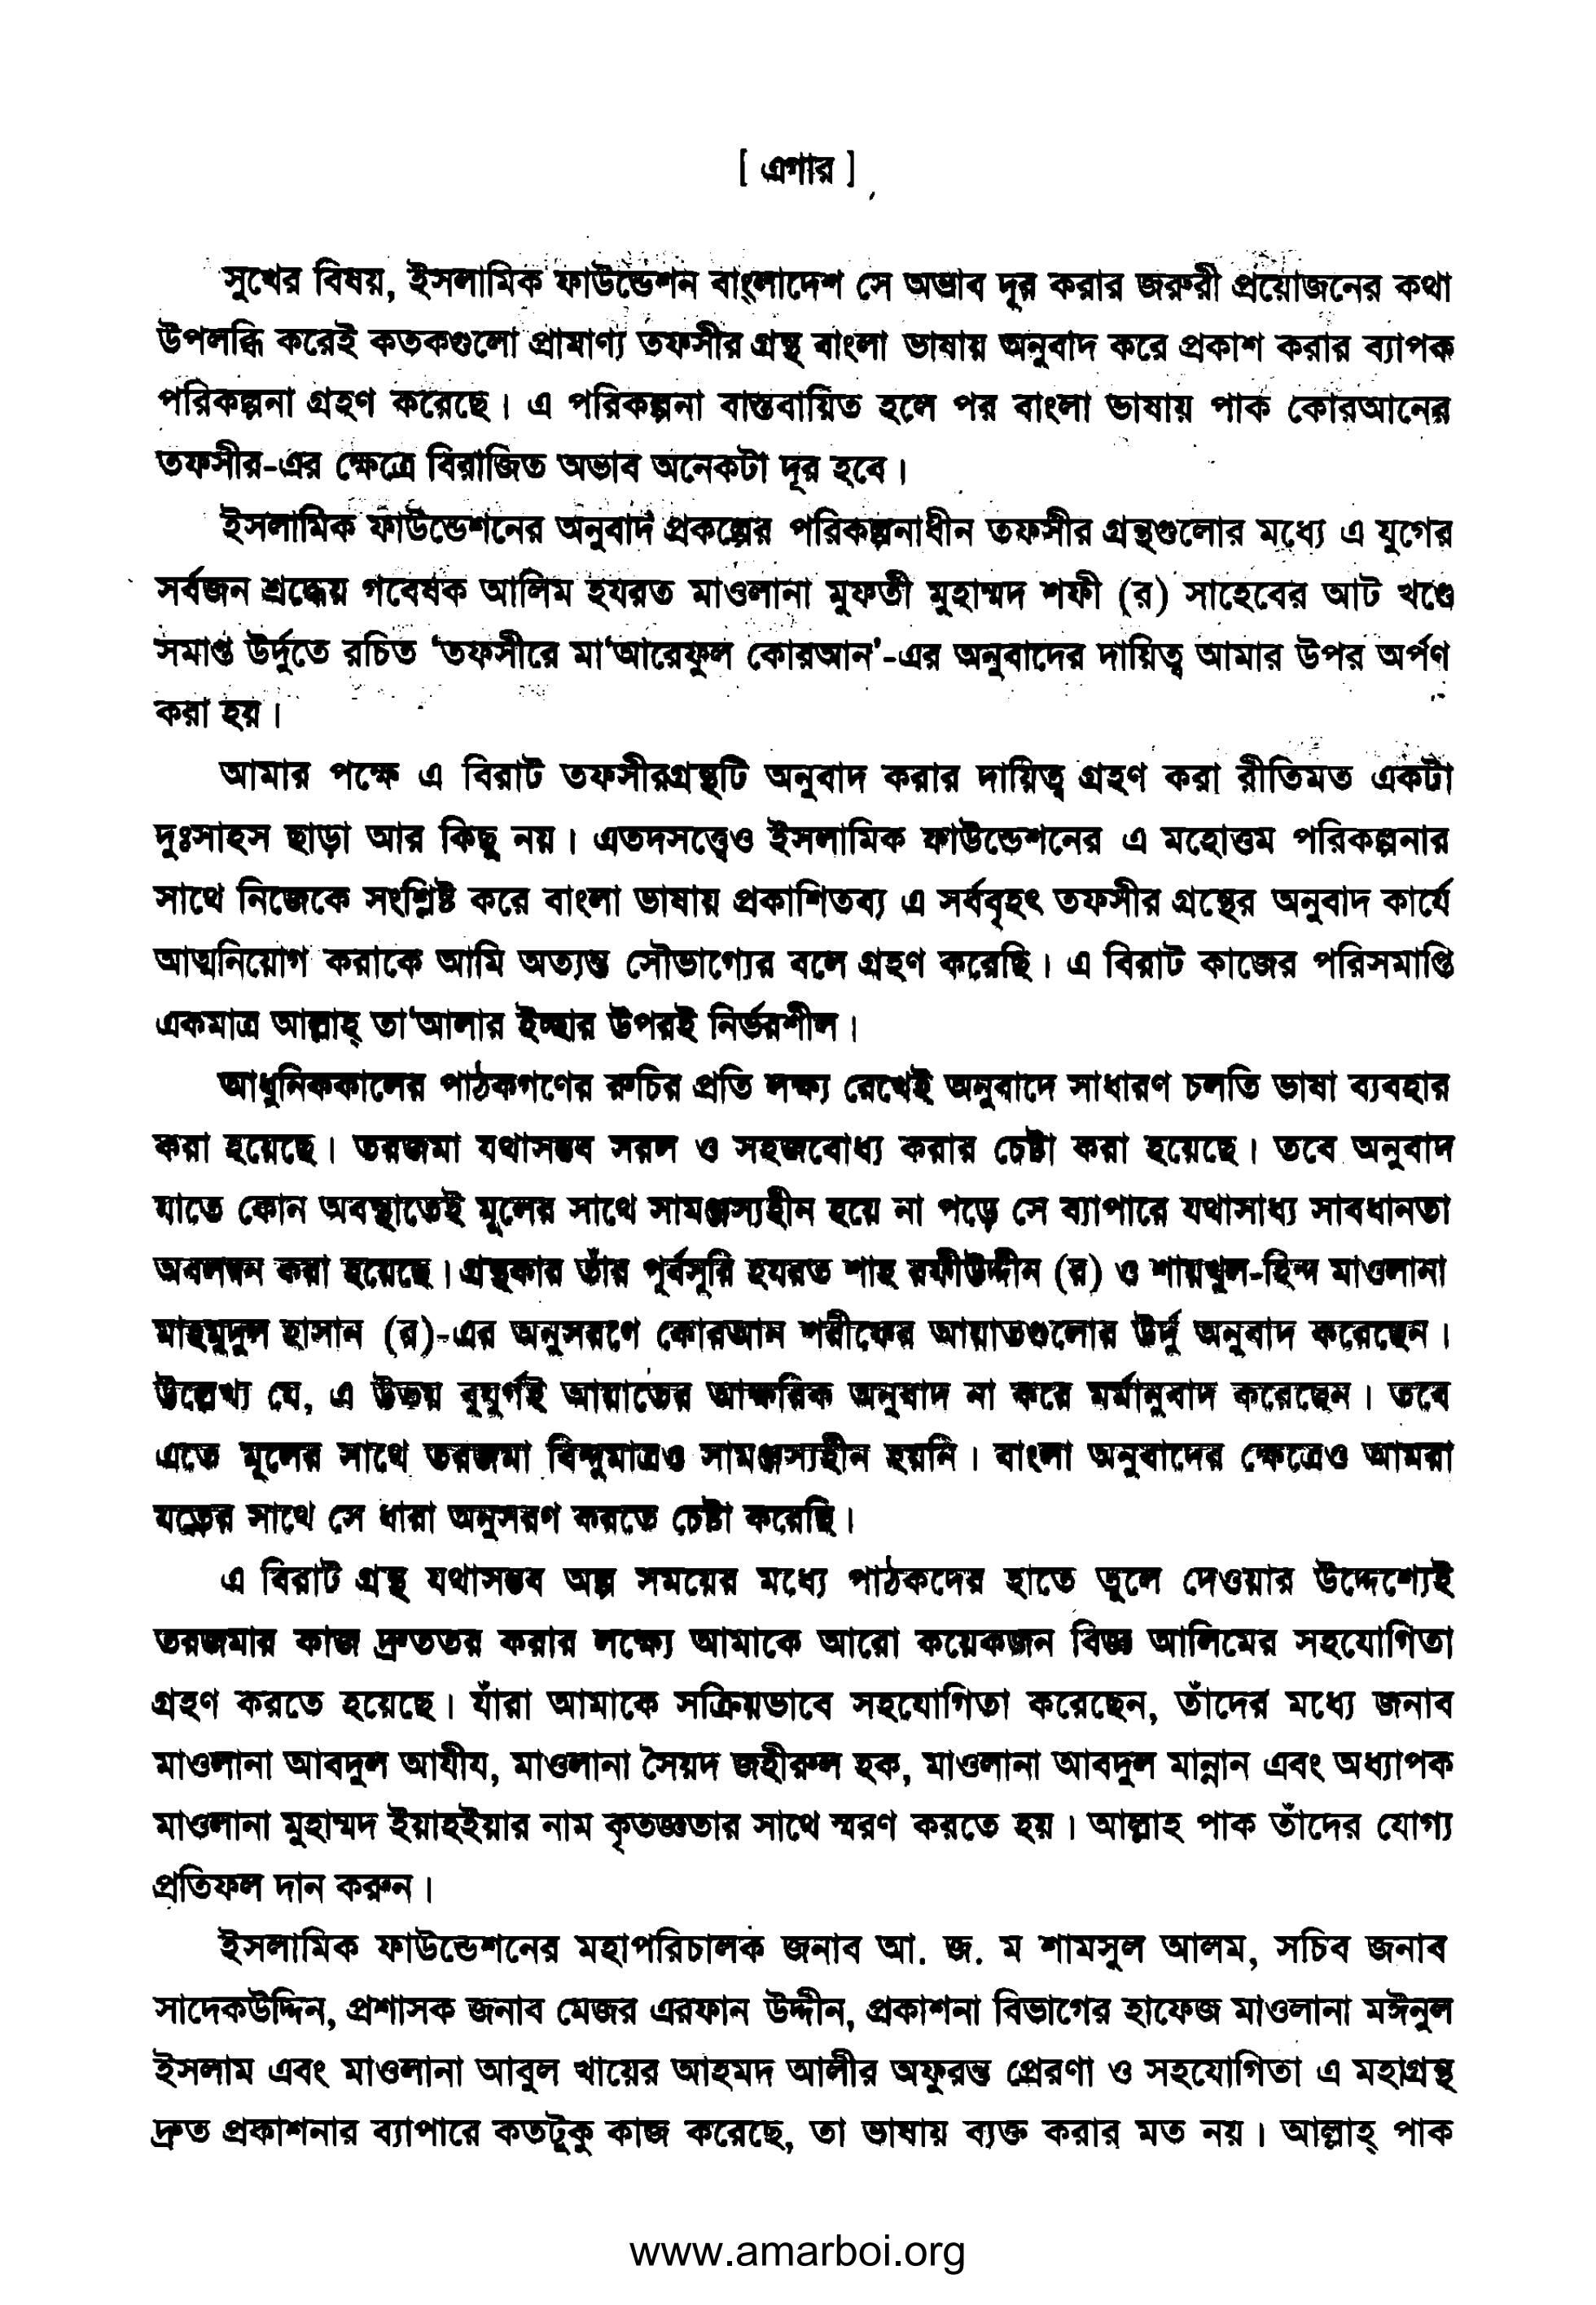 [ এগার ]
সুখের বিষয়, ইসলামিক ফাউন্ডেশন বাংলাদেশ সে অভাব দূর করার জরুরী প্রয়োজনের কথা
উপলব্ধি করেই কতকগুলো প্রামাণ্য তফসীর গ্রন্থ বাংলা ভাষায় অনুবাদ করে প্রকাশ করার ব্যাপক
পরিকল্পনা গ্রহণ করেছে। এ পরিকল্পনা বাস্তবায়িত হলে পর বাংলা ভাষায় পাক কোরআনের
তফসীর-এর ক্ষেত্রে বিরাজিত অভাব অনেকটা দূর হবে।
ইসলামিক ফাউন্ডেশনের অনুবাদ প্রকল্পের পরিকল্পনাধীন তফসীর গ্রন্থগুলোর মধ্যে এ যুগের
সর্বজন শ্রদ্ধেয় গবেষক আলিম হযরত মাওলানা মুফতী মুহাম্মদ শফী (র) সাহেবের আট খণ্ডে
সমাপ্ত উর্দুতে রচিত ‘তফসীরে মা‘আরেফুল কোরআন’-এর অনুবাদের দায়িত্ব আমার উপর অর্পণ
করা হয়।
আমার পক্ষে এ বিরাট তফসীরগ্রন্থটি অনুবাদ করার দায়িত্ব গ্রহণ করা রীতিমত একটা
দুঃসাহস ছাড়া আর কিছু নয়। এতদসত্ত্বেও ইসলামিক ফাউন্ডেশনের এ মহোত্তম পরিকল্পনার
সাথে নিজেকে সংশ্লিষ্ট করে বাংলা ভাষায় প্রকাশিতব্য এ সর্ববৃহৎ তফসীর গ্রন্থের অনুবাদ কার্যে
আত্মনিয়োগ করাকে আমি অত্যন্ত সৌভাগ্যের বলে গ্রহণ করেছি। এ বিরাট কাজের পরিসমাপ্তি
একমাত্র আল্লাহ্ তা‘আলার ইচ্ছার উপরই নির্ভরশীল।
আধুনিককালের পাঠকগণের রুচির প্রতি লক্ষ্য রেখেই অনুবাদে সাধারণ চলতি ভাষা ব্যবহার
করা হয়েছে। তরজমা যথাসম্ভব সরল ও সহজবোধ্য করার চেষ্টা করা হয়েছে। তবে অনুবাদ
যাতে কোন অবস্থাতেই মূলের সাথে সামঞ্জস্যহীন হয়ে না পড়ে সে ব্যাপারে যথাসাধ্য সাবধানতা
অবলম্বন করা হয়েছে। গ্রন্থকার তাঁর পূর্বসূরি হযরত শাহ রফীউদ্দীন (র) ও শায়খুল-হিন্দ মাওলানা
মাহমুদুল হাসান (র)-এর অনুসরণে কোরআন শরীফের আয়াতগুলোর উর্দু অনুবাদ করেছেন।
উল্লেখ্য যে, এ উভয় বুযুর্গই আয়াতের আক্ষরিক অনুবাদ না করে মর্মানুবাদ করেছেন। তবে
এতে মূলের সাথে তরজমা বিন্দুমাত্রও সামঞ্জস্যহীন হয়নি। বাংলা অনুবাদের ক্ষেত্রেও আমরা
যত্নের সাথে সে ধারা অনুসরণ করতে চেষ্টা করেছি।
এ বিরাট গ্রন্থ যথাসম্ভব অল্প সময়ের মধ্যে পাঠকদের হাতে তুলে দেওয়ার উদ্দেশ্যেই
তরজমার কাজ দ্রুততর করার লক্ষ্যে আমাকে আরো কয়েকজন বিজ্ঞ আলিমের সহযোগিতা
গ্রহণ করতে হয়েছে। যাঁরা আমাকে সক্রিয়ভাবে সহযোগিতা করেছেন, তাঁদের মধ্যে জনাব
মাওলানা আবদুল আযীয, মাওলানা সৈয়দ জহীরুল হক, মাওলানা আবদুল মান্নান এবং অধ্যাপক
মাওলানা মুহাম্মদ ইয়াহইয়ার নাম কৃতজ্ঞতার সাথে স্মরণ করতে হয়। আল্লাহ পাক তাঁদের যোগ্য
প্রতিফল দান করুন।
ইসলামিক ফাউন্ডেশনের মহাপরিচালক জনাব আ. জ. ম শামসুল আলম, সচিব জনাব
সাদেকউদ্দিন, প্রশাসক জনাব মেজর এরফান উদ্দীন, প্রকাশনা বিভাগের হাফেজ মাওলানা মঈনুল
ইসলাম এবং মাওলানা আবুল খায়ের আহমদ আলীর অফুরন্ত প্রেরণা ও সহযোগিতা এ মহাগ্রন্থ
দ্রুত প্রকাশনার ব্যাপারে কতটুকু কাজ করেছে, তা ভাষায় ব্যক্ত করার মত নয়। আল্লাহ্ পাক
www.amarboi.org